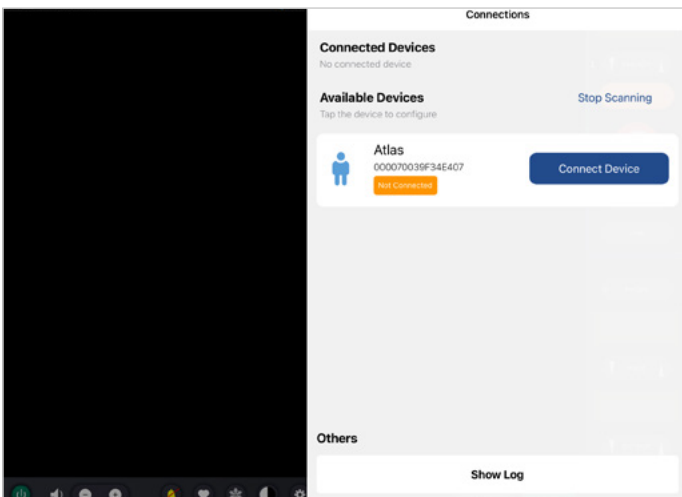 Connections
Connected Devices
No connected device
Available Devices
Stop Scanning
Tap the device to configure
Atlas
000070039F34E407
Not Connected
Connect Device
Others
Show Log